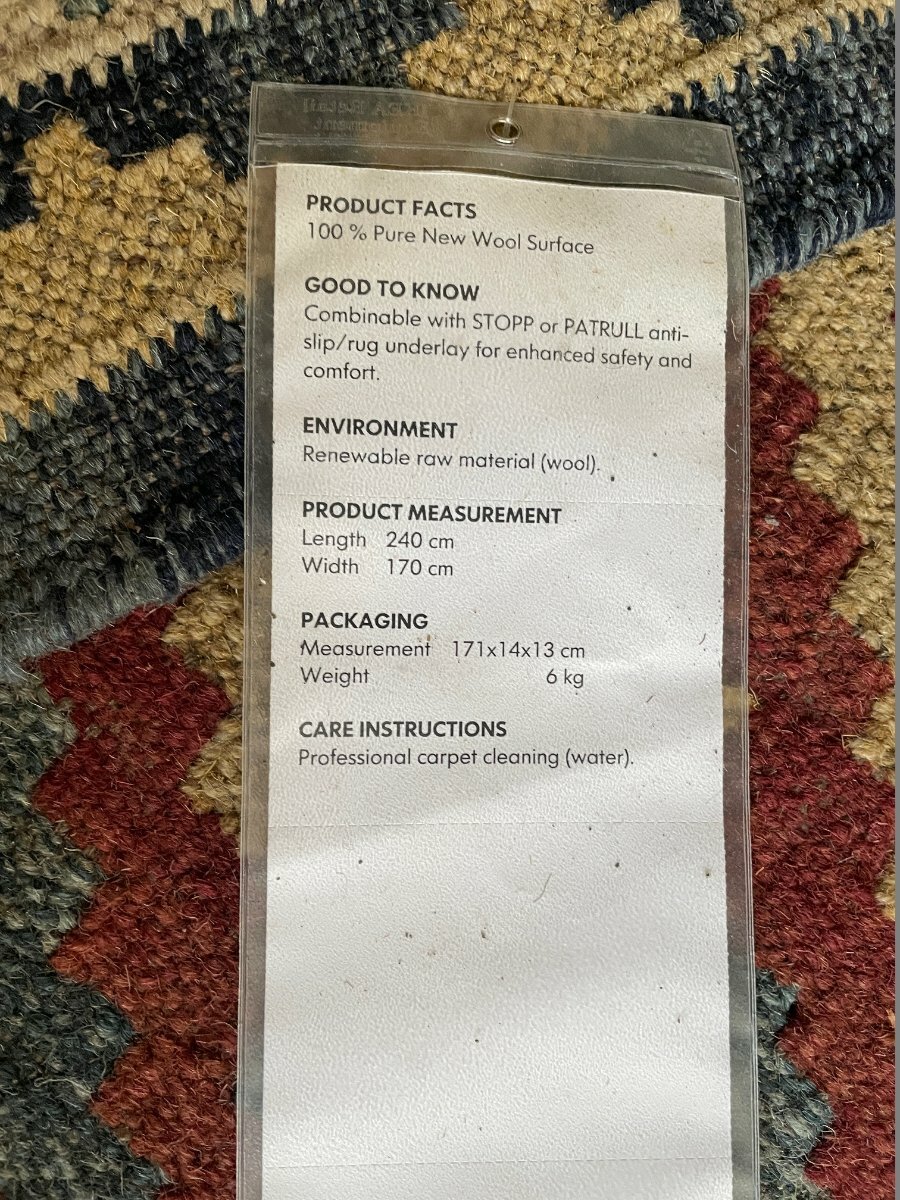 PRODUCT FACTS
100 % Pure New Wool Surface
GOOD TO KNOW
Combinable with STOPP or PATRULL anti-
slip/rug underlay for enhanced safety and
comfort.
ENVIRONMENT
Renewable raw material (wool).
PRODUCT MEASUREMENT
Length 240 cm
Width 170 cm
PACKAGING
Measurement 171x14x13 cm
Weight 6 kg
CARE INSTRUCTIONS
Professional carpet cleaning (water).